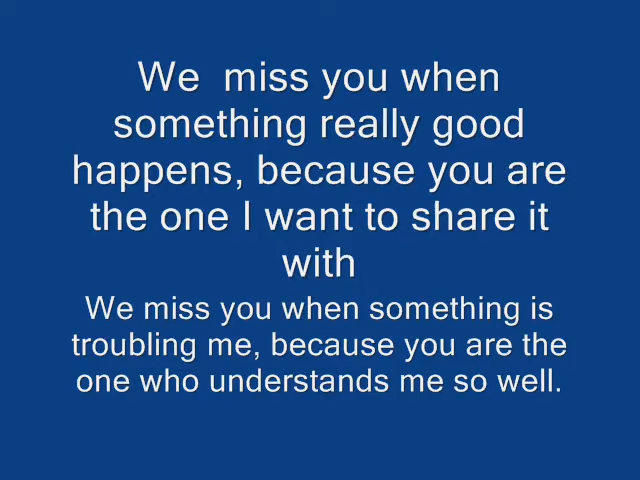 We  miss you when
something really good
happens, because you are
the one I want to share it
with
We miss you when something is
troubling me, because you are the
one who understands me so well.